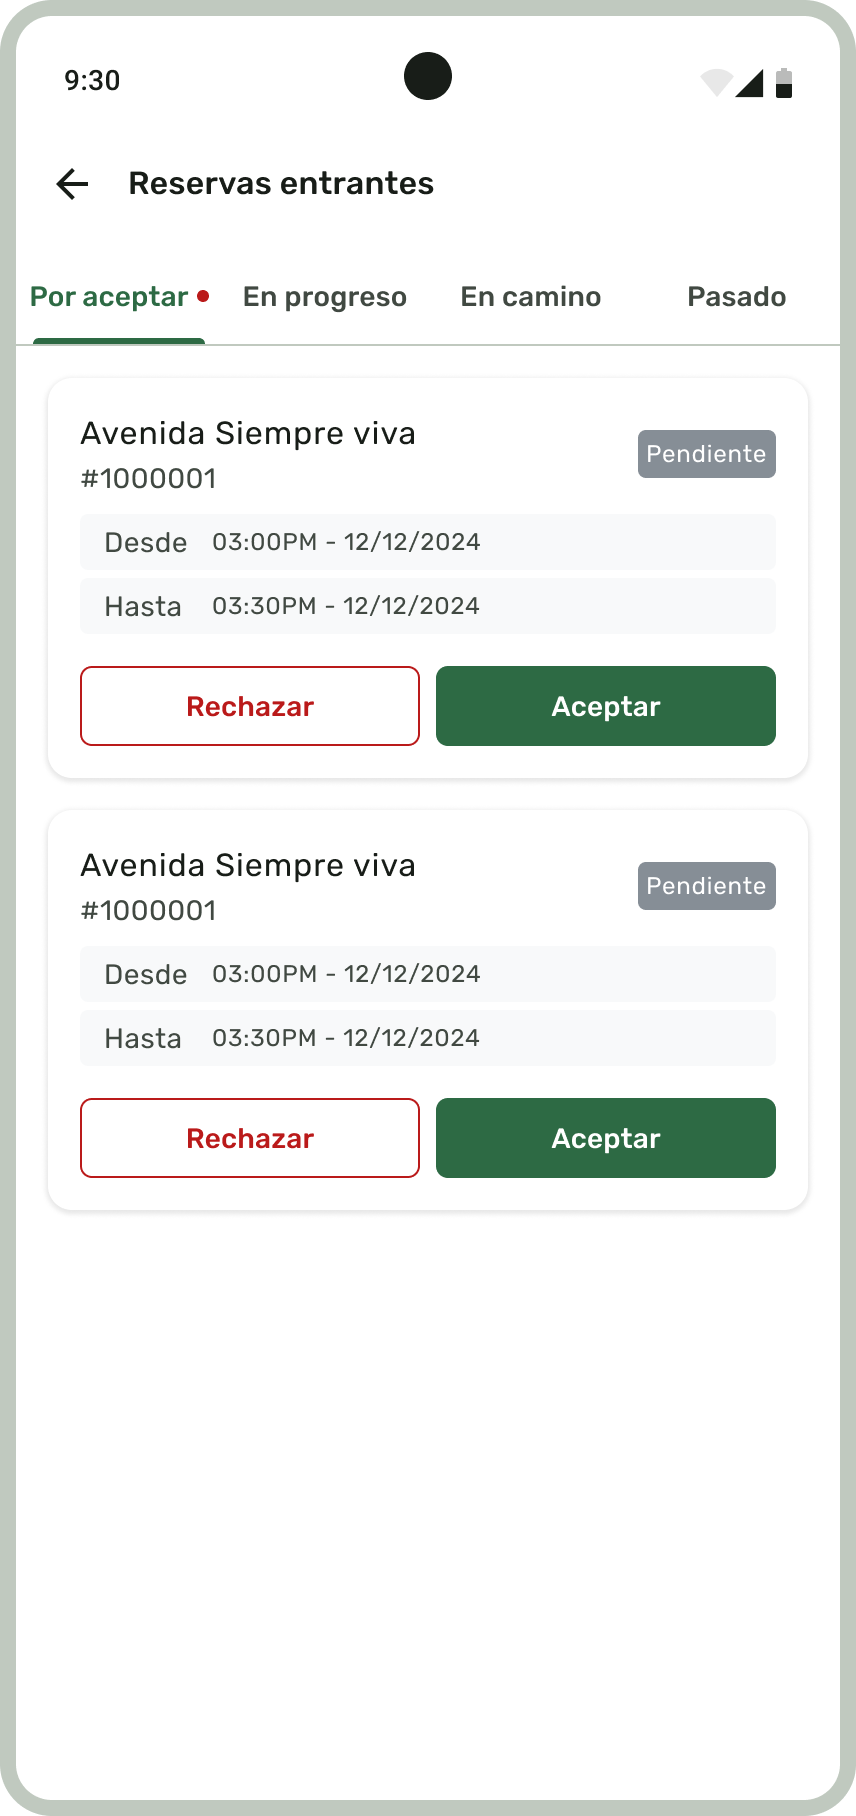 9:30
Reservas entrantes
Por aceptar En progreso En camino Pasado
Avenida Siempre viva
#1000001
Pendiente
Desde 03:00PM - 12/12/2024
Hasta 03:30PM - 12/12/2024
Rechazar Aceptar
Avenida Siempre viva
#1000001
Pendiente
Desde 03:00PM - 12/12/2024
Hasta 03:30PM - 12/12/2024
Rechazar Aceptar